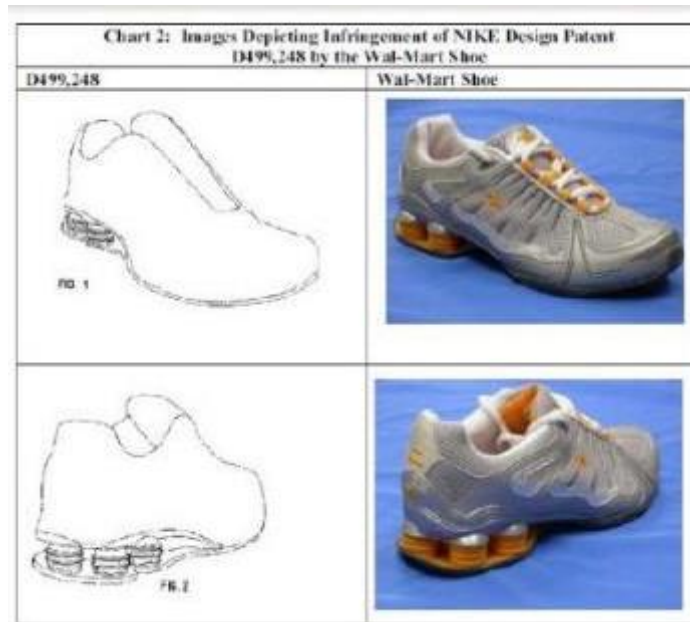 Chart 2: Images Depicting Infringement of NIKE Design Patent
D499,248 by the Wal-Mart Shoe
D499,248
Wal-Mart Shoe
FIG. 1
FIG. 2